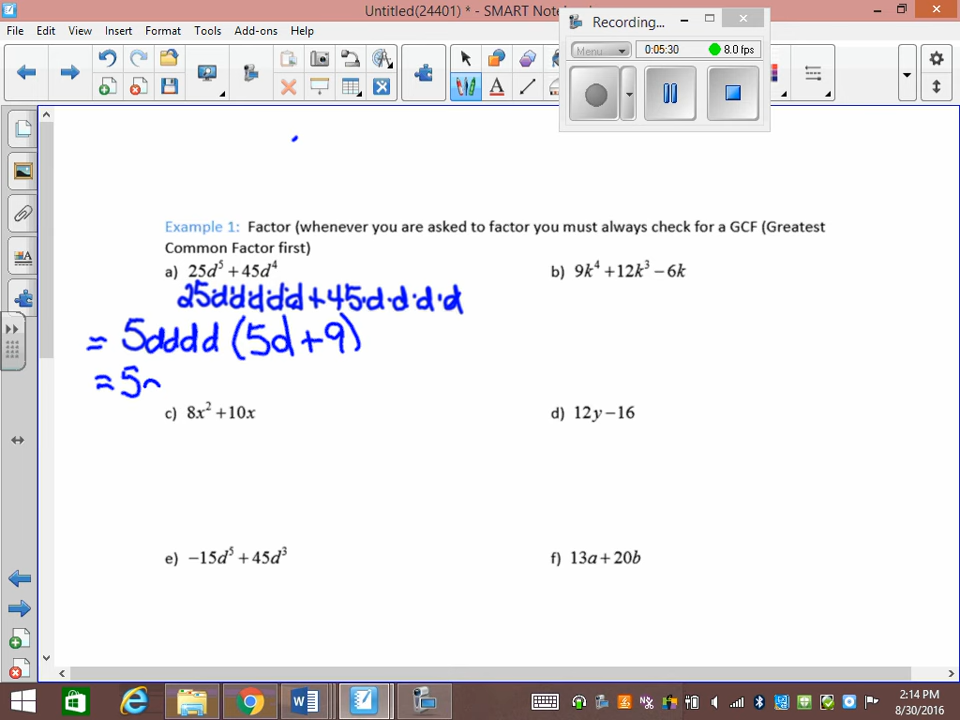 Untitled(24401) * - SMART Notebo
Recording...
File Edit View Insert Format Tools Add-ons Help
Menu... 0:05:30 8.0 fps
Example 1: Factor (whenever you are asked to factor you must always check for a GCF (Greatest
Common Factor first)
a) 25d⁵ + 45d⁴ b) 9k⁴ +12k³ − 6k
25d·d·d·d·d+45·d·d·d·d
= 5dddd (5d+9)
= 5
c) 8x² +10x d) 12y −16
e) −15d⁵ + 45d³ f) 13a + 20b
2:14 PM
8/30/2016